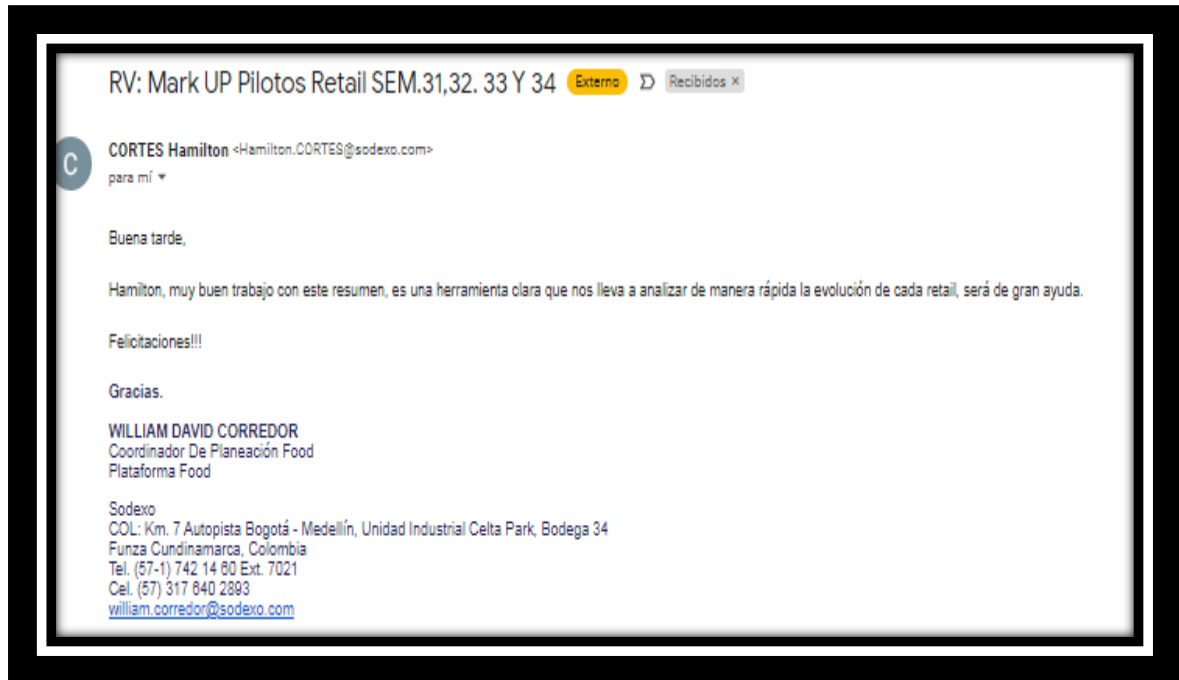 RV: Mark UP Pilotos Retail SEM.31,32. 33 Y 34 Externo Recibidos ×
C
CORTES Hamilton <Hamilton.CORTES@sodexo.com>
para mí
Buena tarde,
Hamilton, muy buen trabajo con este resumen, es una herramienta clara que nos lleva a analizar de manera rápida la evolución de cada retail, será de gran ayuda.
Felicitaciones!!!
Gracias.
WILLIAM DAVID CORREDOR
Coordinador De Planeación Food
Plataforma Food
Sodexo
COL: Km. 7 Autopista Bogotá - Medellín, Unidad Industrial Celta Park, Bodega 34
Funza Cundinamarca, Colombia
Tel. (57-1) 742 14 60 Ext. 7021
Cel. (57) 317 640 2893
william.corredor@sodexo.com